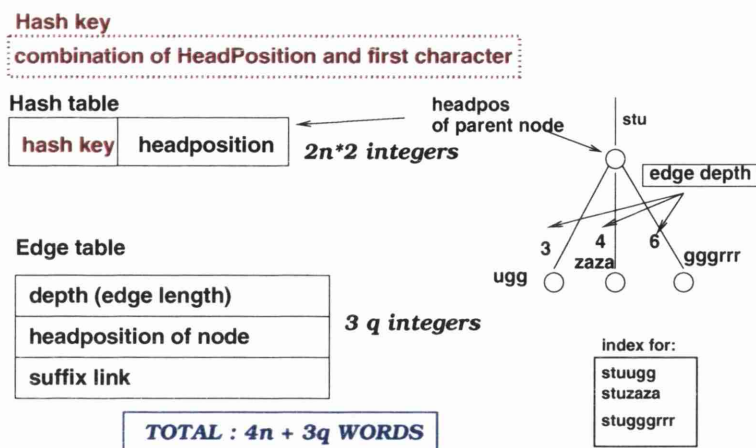 Hash key
combination of HeadPosition and first character
Hash table
hash key headposition
2n*2 integers
headpos
of parent node
stu
edge depth
3 4 6
ugg zaza gggrrr
Edge table
depth (edge length)
headposition of node
suffix link
3 q integers
index for:
stuugg
stuzaza
stugggrrr
TOTAL : 4n + 3q WORDS